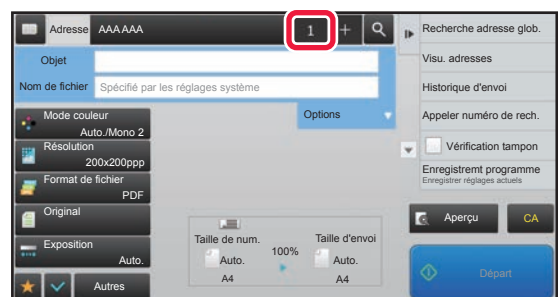 Adresse AAA AAA 1 +
Objet
Nom de fichier Spécifié par les réglages système
Mode couleur
Auto./Mono 2
Options
Résolution
200x200ppp
Format de fichier
PDF
Original
Exposition
Auto.
Autres
Taille de num.
Auto.
A4
100%
Taille d'envoi
Auto.
A4
Recherche adresse glob.
Visu. adresses
Historique d'envoi
Appeler numéro de rech.
Vérification tampon
Enregistremt programme
Enregistrer réglages actuels
Aperçu
CA
Départ